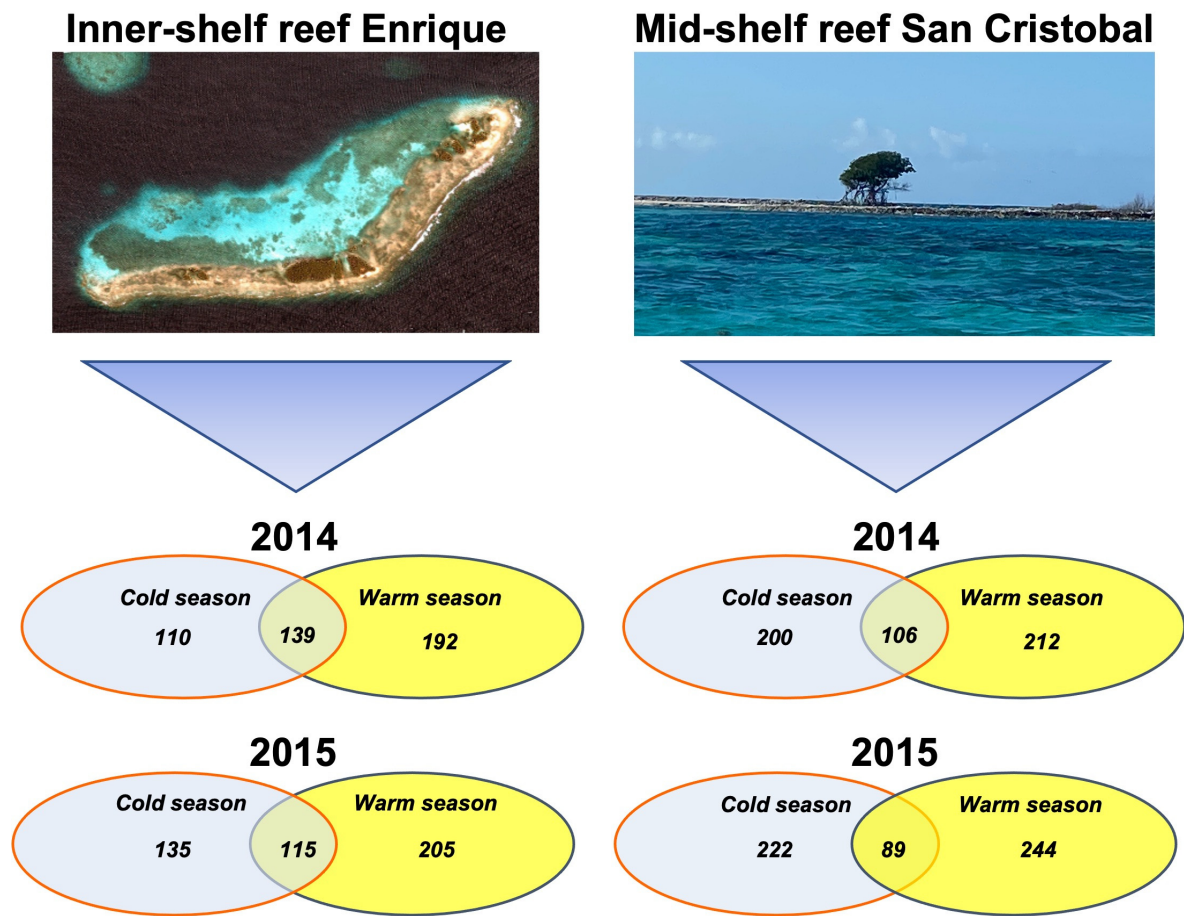 Inner-shelf reef Enrique
Mid-shelf reef San Cristobal
2014
Cold season
Warm season
110
139
192
2014
Cold season
Warm season
200
106
212
2015
Cold season
Warm season
135
115
205
2015
Cold season
Warm season
222
89
244